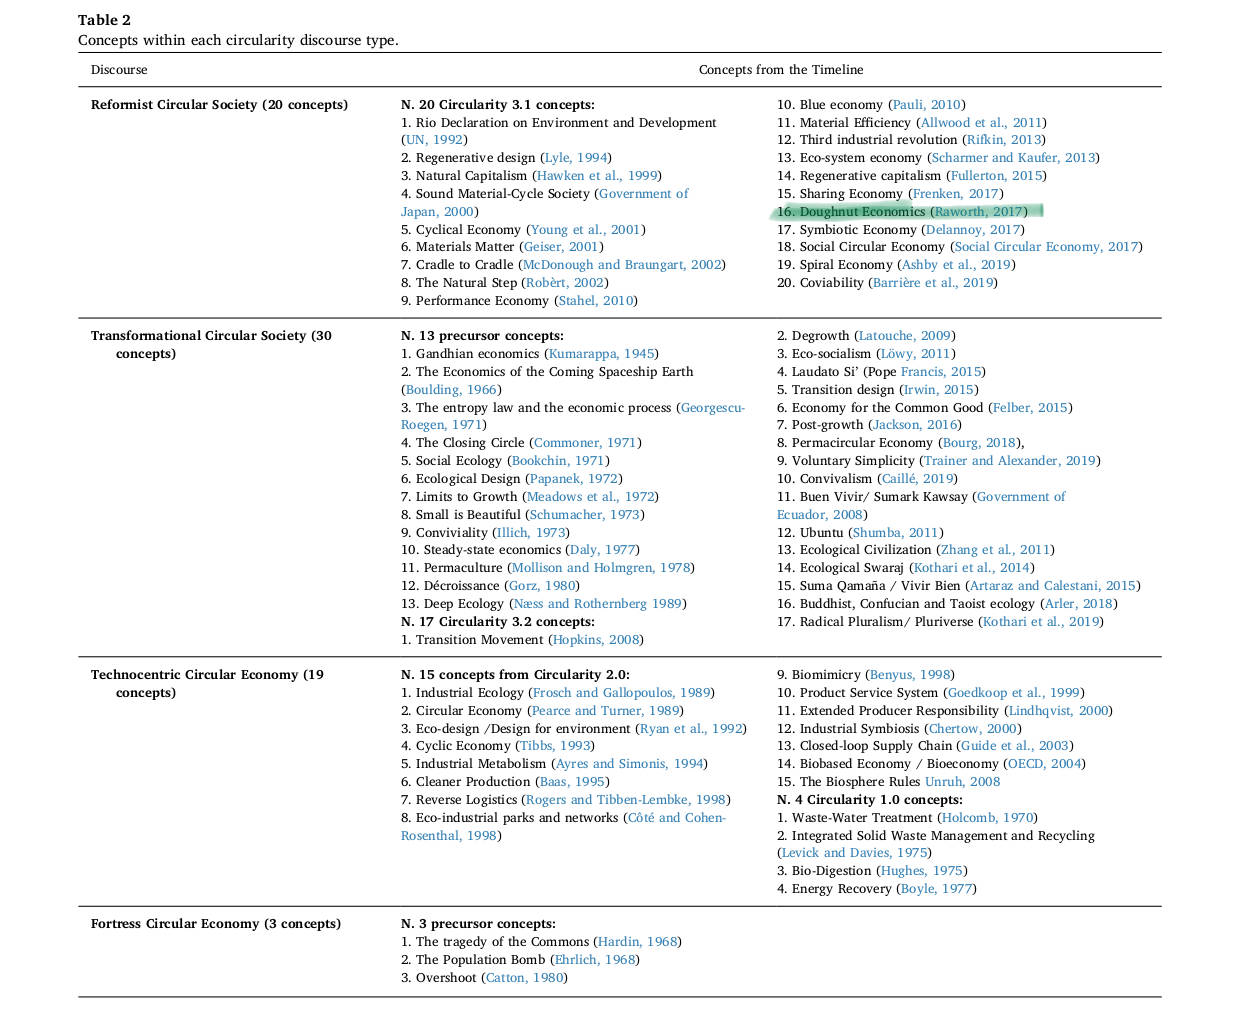 Table 2
Concepts within each circularity discourse type.
Discourse
Concepts from the Timeline
Reformist Circular Society (20 concepts)
N. 20 Circularity 3.1 concepts:
1. Rio Declaration on Environment and Development
(UN, 1992)
2. Regenerative design (Lyle, 1994)
3. Natural Capitalism (Hawken et al., 1999)
4. Sound Material-Cycle Society (Government of
Japan, 2000)
5. Cyclical Economy (Young et al., 2001)
6. Materials Matter (Geiser, 2001)
7. Cradle to Cradle (McDonough and Braungart, 2002)
8. The Natural Step (Robèrt, 2002)
9. Performance Economy (Stahel, 2010)
10. Blue economy (Pauli, 2010)
11. Material Efficiency (Allwood et al., 2011)
12. Third industrial revolution (Rifkin, 2013)
13. Eco-system economy (Scharmer and Kaufer, 2013)
14. Regenerative capitalism (Fullerton, 2015)
15. Sharing Economy (Frenken, 2017)
16. Doughnut Economics (Raworth, 2017)
17. Symbiotic Economy (Delannoy, 2017)
18. Social Circular Economy (Social Circular Economy, 2017)
19. Spiral Economy (Ashby et al., 2019)
20. Coviability (Barrière et al., 2019)
Transformational Circular Society (30
concepts)
N. 13 precursor concepts:
1. Gandhian economics (Kumarappa, 1945)
2. The Economics of the Coming Spaceship Earth
(Boulding, 1966)
3. The entropy law and the economic process (Georgescu-
Roegen, 1971)
4. The Closing Circle (Commoner, 1971)
5. Social Ecology (Bookchin, 1971)
6. Ecological Design (Papanek, 1972)
7. Limits to Growth (Meadows et al., 1972)
8. Small is Beautiful (Schumacher, 1973)
9. Conviviality (Illich, 1973)
10. Steady-state economics (Daly, 1977)
11. Permaculture (Mollison and Holmgren, 1978)
12. Décroissance (Gorz, 1980)
13. Deep Ecology (Næss and Rothernberg 1989)
N. 17 Circularity 3.2 concepts:
1. Transition Movement (Hopkins, 2008)
2. Degrowth (Latouche, 2009)
3. Eco-socialism (Löwy, 2011)
4. Laudato Si’ (Pope Francis, 2015)
5. Transition design (Irwin, 2015)
6. Economy for the Common Good (Felber, 2015)
7. Post-growth (Jackson, 2016)
8. Permacircular Economy (Bourg, 2018),
9. Voluntary Simplicity (Trainer and Alexander, 2019)
10. Convivalism (Caillé, 2019)
11. Buen Vivir/ Sumark Kawsay (Government of
Ecuador, 2008)
12. Ubuntu (Shumba, 2011)
13. Ecological Civilization (Zhang et al., 2011)
14. Ecological Swaraj (Kothari et al., 2014)
15. Suma Qamaña / Vivir Bien (Artaraz and Calestani, 2015)
16. Buddhist, Confucian and Taoist ecology (Arler, 2018)
17. Radical Pluralism/ Pluriverse (Kothari et al., 2019)
Technocentric Circular Economy (19
concepts)
N. 15 concepts from Circularity 2.0:
1. Industrial Ecology (Frosch and Gallopoulos, 1989)
2. Circular Economy (Pearce and Turner, 1989)
3. Eco-design /Design for environment (Ryan et al., 1992)
4. Cyclic Economy (Tibbs, 1993)
5. Industrial Metabolism (Ayres and Simonis, 1994)
6. Cleaner Production (Baas, 1995)
7. Reverse Logistics (Rogers and Tibben-Lembke, 1998)
8. Eco-industrial parks and networks (Côté and Cohen-
Rosenthal, 1998)
9. Biomimicry (Benyus, 1998)
10. Product Service System (Goedkoop et al., 1999)
11. Extended Producer Responsibility (Lindhqvist, 2000)
12. Industrial Symbiosis (Chertow, 2000)
13. Closed-loop Supply Chain (Guide et al., 2003)
14. Biobased Economy / Bioeconomy (OECD, 2004)
15. The Biosphere Rules Unruh, 2008
N. 4 Circularity 1.0 concepts:
1. Waste-Water Treatment (Holcomb, 1970)
2. Integrated Solid Waste Management and Recycling
(Levick and Davies, 1975)
3. Bio-Digestion (Hughes, 1975)
4. Energy Recovery (Boyle, 1977)
Fortress Circular Economy (3 concepts)
N. 3 precursor concepts:
1. The tragedy of the Commons (Hardin, 1968)
2. The Population Bomb (Ehrlich, 1968)
3. Overshoot (Catton, 1980)